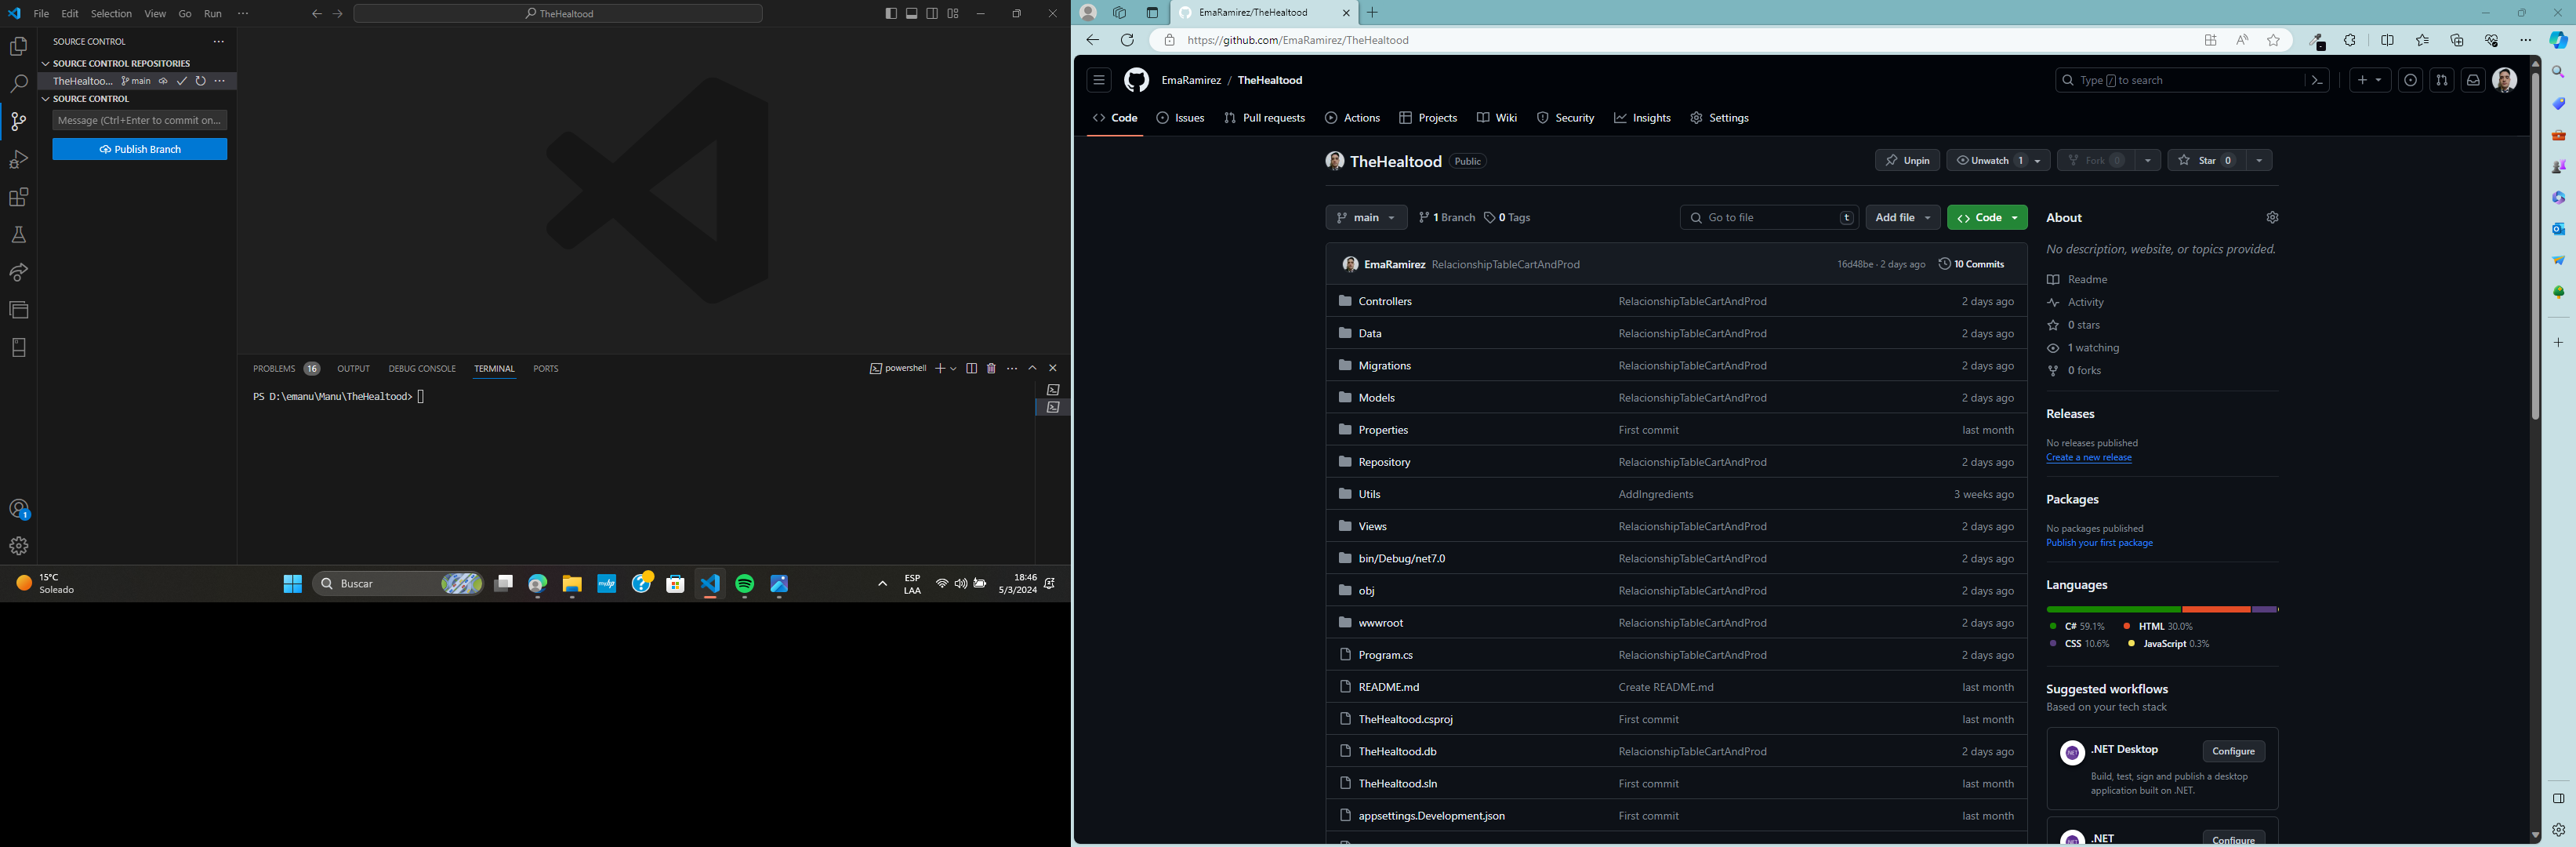 File Edit Selection View Go Run ... TheHealtood
SOURCE CONTROL
SOURCE CONTROL REPOSITORIES
TheHealtoo... main
SOURCE CONTROL
Message (Ctrl+Enter to commit on...
Publish Branch
PROBLEMS 16 OUTPUT DEBUG CONSOLE TERMINAL PORTS powershell
PS D:\emanu\Manu\TheHealtood>
1
15°C
Soleado
Buscar
myhp
ESP
LAA
18:46
5/3/2024
EmaRamirez/TheHealtood
https://github.com/EmaRamirez/TheHealtood
EmaRamirez / TheHealtood
Type / to search
Code Issues Pull requests Actions Projects Wiki Security Insights Settings
TheHealtood Public
Unpin Unwatch 1 Fork 0 Star 0
main 1 Branch 0 Tags Go to file t Add file Code
EmaRamirez RelacionshipTableCartAndProd 16d48be · 2 days ago 10 Commits
Controllers RelacionshipTableCartAndProd 2 days ago
Data RelacionshipTableCartAndProd 2 days ago
Migrations RelacionshipTableCartAndProd 2 days ago
Models RelacionshipTableCartAndProd 2 days ago
Properties First commit last month
Repository RelacionshipTableCartAndProd 2 days ago
Utils AddIngredients 3 weeks ago
Views RelacionshipTableCartAndProd 2 days ago
bin/Debug/net7.0 RelacionshipTableCartAndProd 2 days ago
obj RelacionshipTableCartAndProd 2 days ago
wwwroot RelacionshipTableCartAndProd 2 days ago
Program.cs RelacionshipTableCartAndProd 2 days ago
README.md Create README.md last month
TheHealtood.csproj First commit last month
TheHealtood.db RelacionshipTableCartAndProd 2 days ago
TheHealtood.sln First commit last month
appsettings.Development.json First commit last month
About
No description, website, or topics provided.
Readme
Activity
0 stars
1 watching
0 forks
Releases
No releases published
Create a new release
Packages
No packages published
Publish your first package
Languages
C# 59.1% HTML 30.0%
CSS 10.6% JavaScript 0.3%
Suggested workflows
Based on your tech stack
.NET Desktop Configure
Build, test, sign and publish a desktop
application built on .NET.
.NET Configure